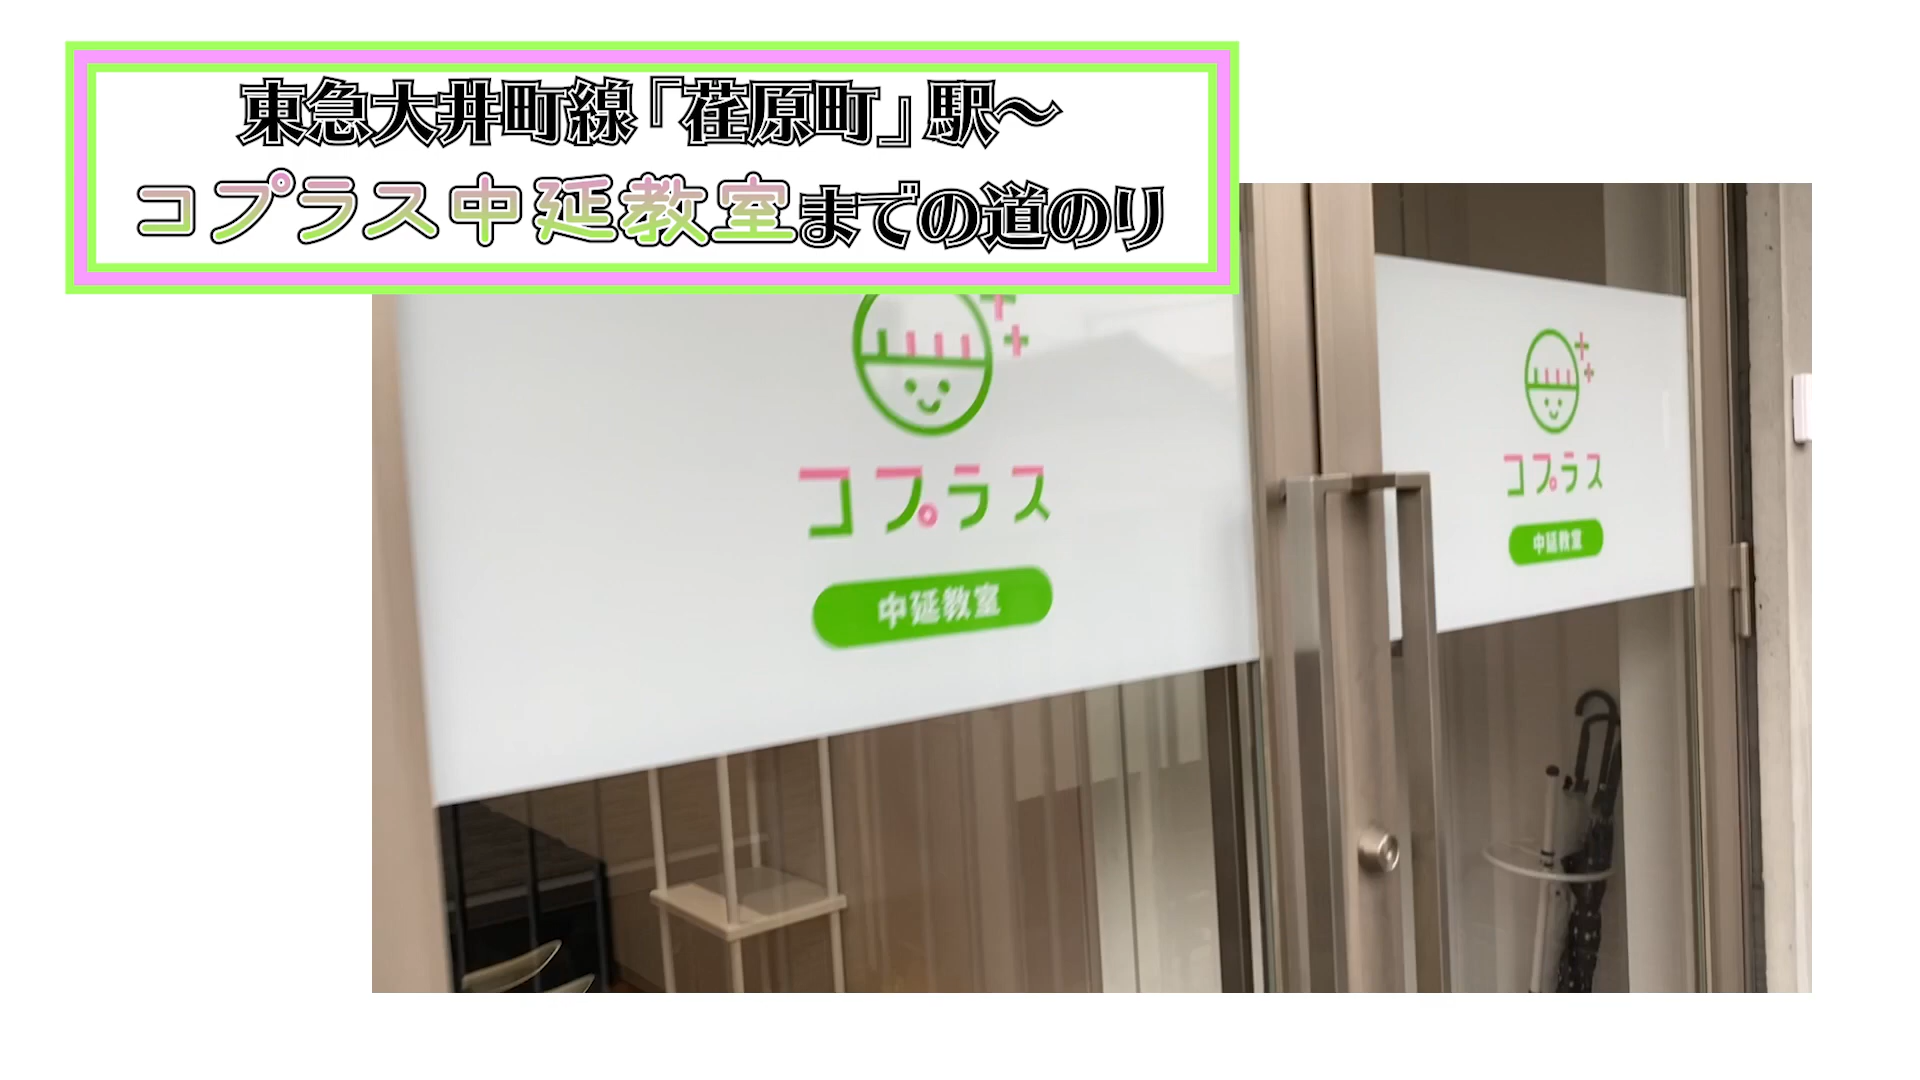 東急大井町線『荏原町』駅～
コプラス中延教室までの道のり
コプラス
中延教室
コプラス
中延教室